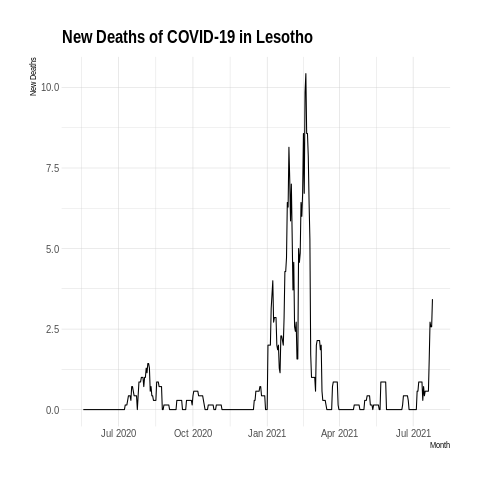 New Deaths of COVID-19 in Lesotho
New Deaths
10.0
7.5
5.0
2.5
0.0
Jul 2020 Oct 2020 Jan 2021 Apr 2021 Jul 2021
Month